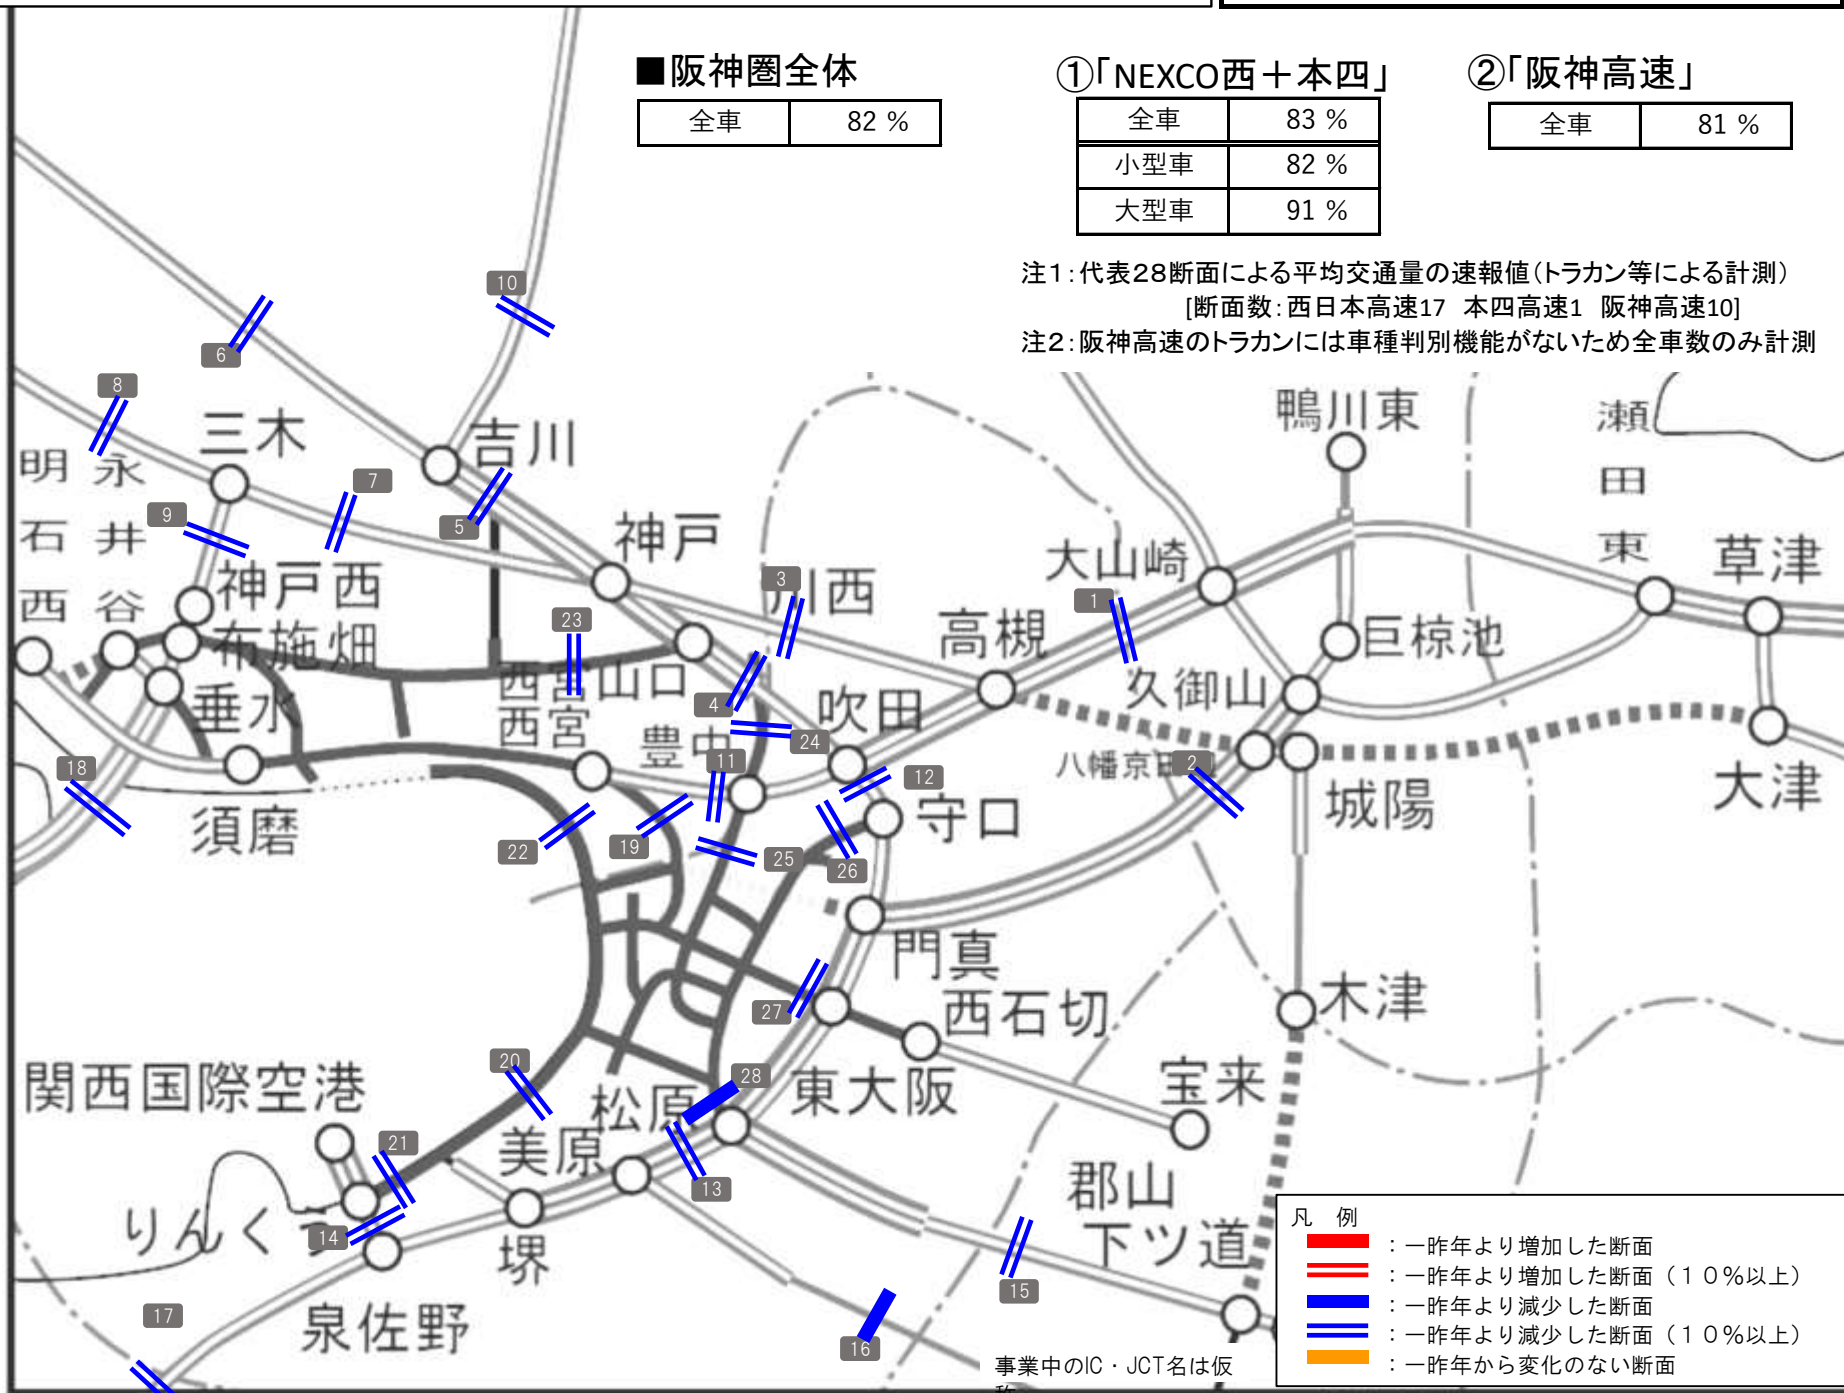 ■阪神圏全体
全車 82 %
①「NEXCO西＋本四」
全車 83 %
小型車 82 %
大型車 91 %
②「阪神高速」
全車 81 %
注１：代表２８断面による平均交通量の速報値（トラカン等による計測）
[断面数：西日本高速17 本四高速1 阪神高速10]
注２：阪神高速のトラカンには車種判別機能がないため全車数のみ計測
10
6
8
三木
吉川
鴨川東
瀬田東
明石西
永井谷
7
9
5
神戸
大山崎
草津
神戸西
3
川西
1
布施畑
23
高槻
巨椋池
西宮山口
久御山
垂水
4
吹田
西宮
豊中
24
八幡京田辺
2
18
11
12
城陽
大津
須磨
守口
22
19
25
26
門真
27
西石切
木津
関西国際空港
20
松原
28
東大阪
宝来
21
美原
13
郡山下ツ道
りんくう
14
堺
15
17
泉佐野
16
事業中のIC・JCT名は仮
称
凡 例
：一昨年より増加した断面
：一昨年より増加した断面（１０％以上）
：一昨年より減少した断面
：一昨年より減少した断面（１０％以上）
：一昨年から変化のない断面